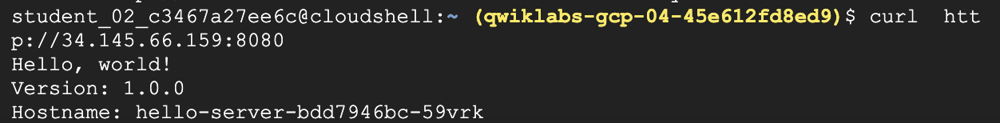 student_02_c3467a27ee6c@cloudshell:~ (qwiklabs-gcp-04-45e612fd8ed9)$ curl  htt
p://34.145.66.159:8080
Hello, world!
Version: 1.0.0
Hostname: hello-server-bdd7946bc-59vrk